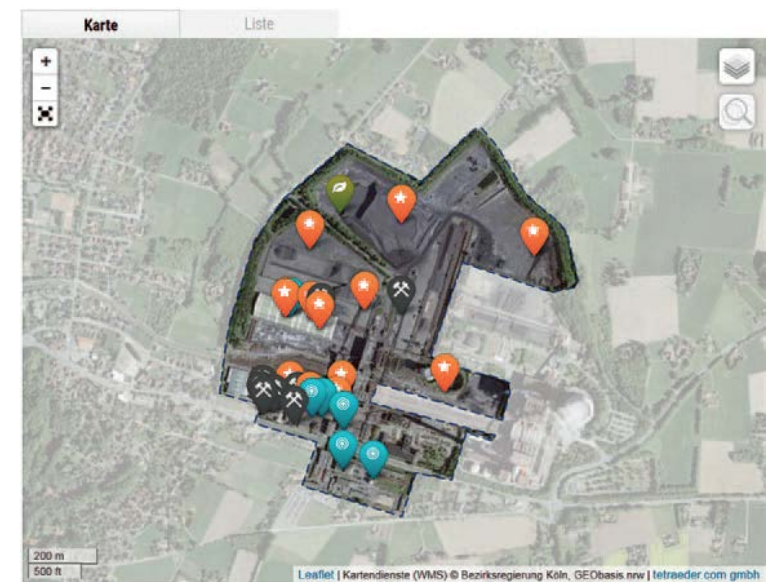 Karte
Liste
+
−
200 m
500 ft
Leaflet | Kartendienste (WMS) © Bezirksregierung Köln, GEObasis.nrw | tetraeder.com gmbh